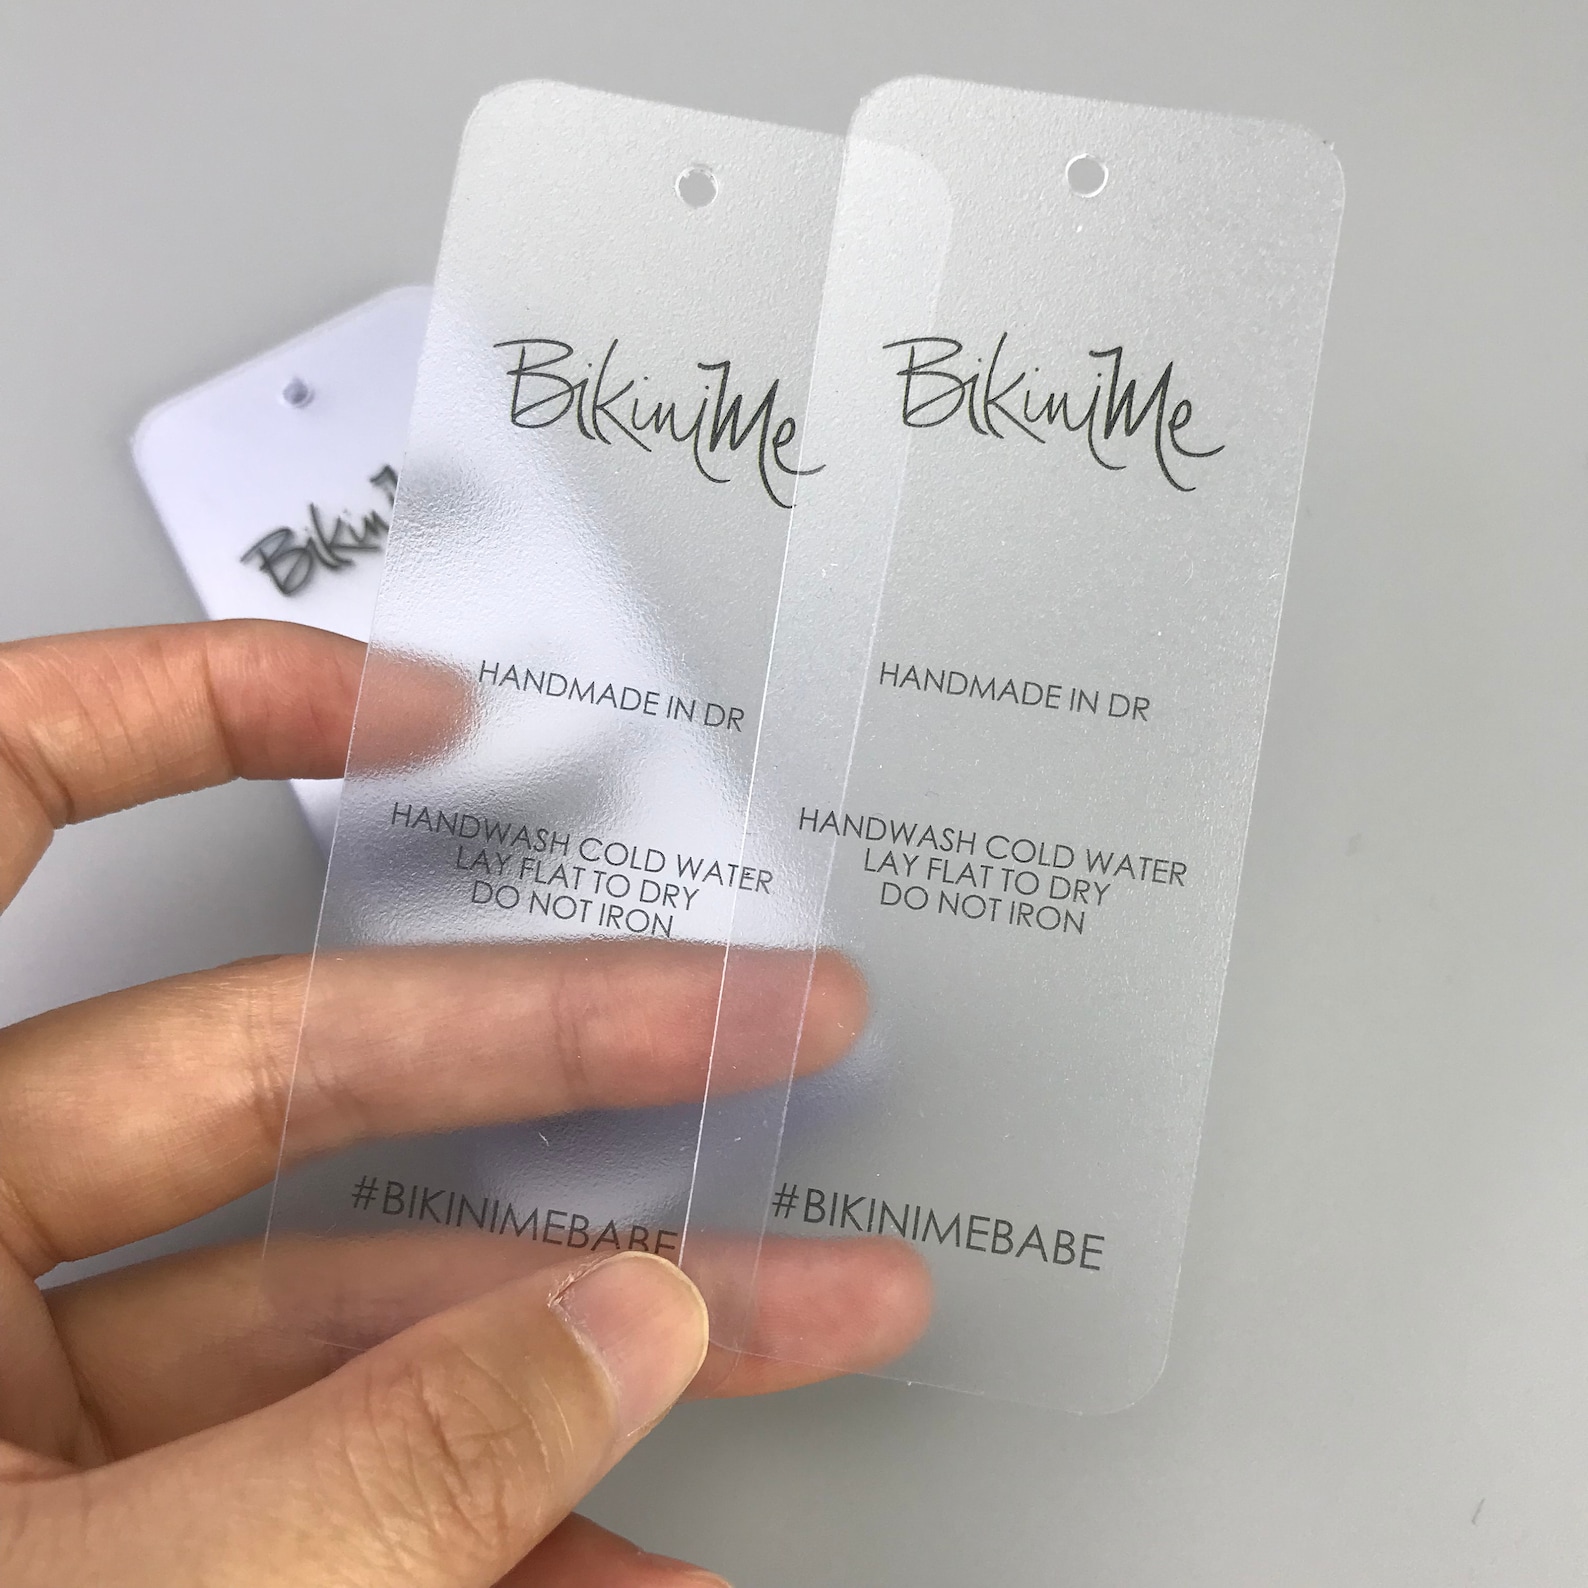 BikiniMe
HANDMADE IN DR
HANDWASH COLD WATER
LAY FLAT TO DRY
DO NOT IRON
#BIKINIMEBABE
BikiniMe
HANDMADE IN DR
HANDWASH COLD WATER
LAY FLAT TO DRY
DO NOT IRON
#BIKINIMEBABE
Bikini